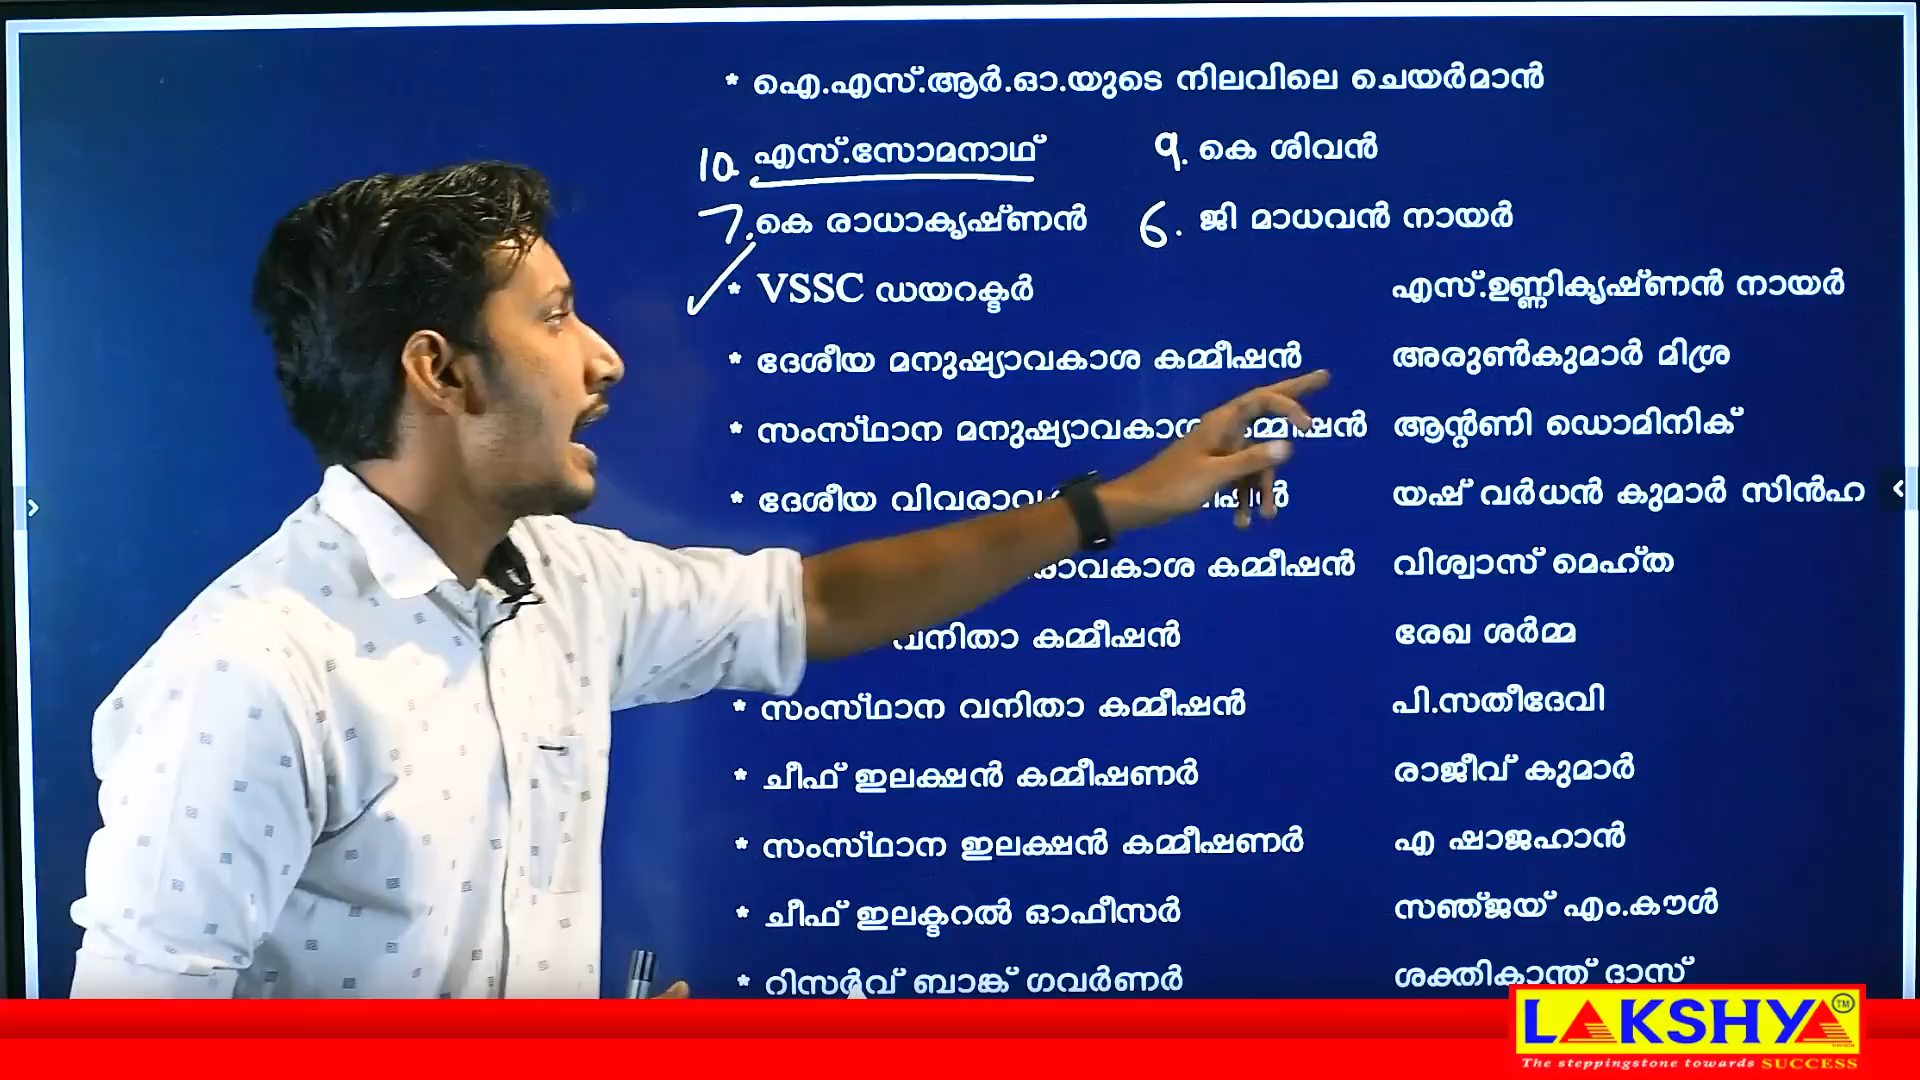 * ഐ.എസ്.ആർ.ഓ.യുടെ നിലവിലെ ചെയർമാൻ
10. എസ്.സോമനാഥ് 9. കെ ശിവൻ
7. കെ രാധാകൃഷ്ണൻ 6. ജി മാധവൻ നായർ
* VSSC ഡയറക്ടർ എസ്.ഉണ്ണികൃഷ്ണൻ നായർ
* ദേശീയ മനുഷ്യാവകാശ കമ്മീഷൻ അരുൺകുമാർ മിശ്ര
* സംസ്ഥാന മനുഷ്യാവകാശ കമ്മീഷൻ ആന്റണി ഡൊമിനിക്
* ദേശീയ യഷ് വർധൻ കുമാർ സിൻഹ
കമ്മീഷൻ വിശ്വാസ് മെഹ്ത
വനിതാ കമ്മീഷൻ രേഖ ശർമ്മ
* സംസ്ഥാന വനിതാ കമ്മീഷൻ പി.സതീദേവി
* ചീഫ് ഇലക്ഷൻ കമ്മീഷണർ രാജീവ് കുമാർ
* സംസ്ഥാന ഇലക്ഷൻ കമ്മീഷണർ എ ഷാജഹാൻ
* ചീഫ് ഇലക്ടറൽ ഓഫീസർ സഞ്ജയ് എം.കൗൾ
* റിസർവ് ബാങ്ക് ഗവർണർ ശക്തികാന്ത് ദാസ്
LAKSHYA TM
The steppingstone towards SUCCESS